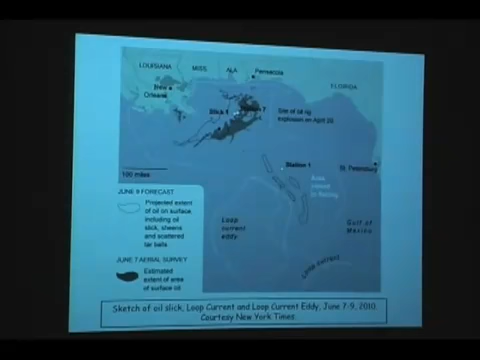 LOUISIANA
MISS.
ALA
Pensacola
FLORIDA
New
Orleans
Slick 1
Site of oil rig
explosion on April 20
100 miles
Station 1
St. Petersburg
JUNE 9 FORECAST
Projected extent
of oil on surface
including oil
slick, sheens
and scattered
tar balls
Loop
current
eddy
Gulf of
Mexico
JUNE 7 AERIAL SURVEY
Estimated
extent of area
of surface oil
Loop current
Sketch of oil slick, Loop Current and Loop Current Eddy, June 7-9, 2010.
Courtesy New York Times.